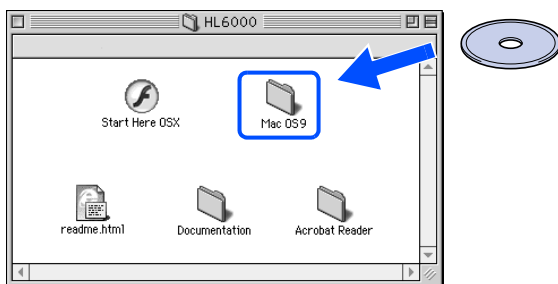 HL6000
Start Here OSX
Mac OS9
readme.html
Documentation
Acrobat Reader